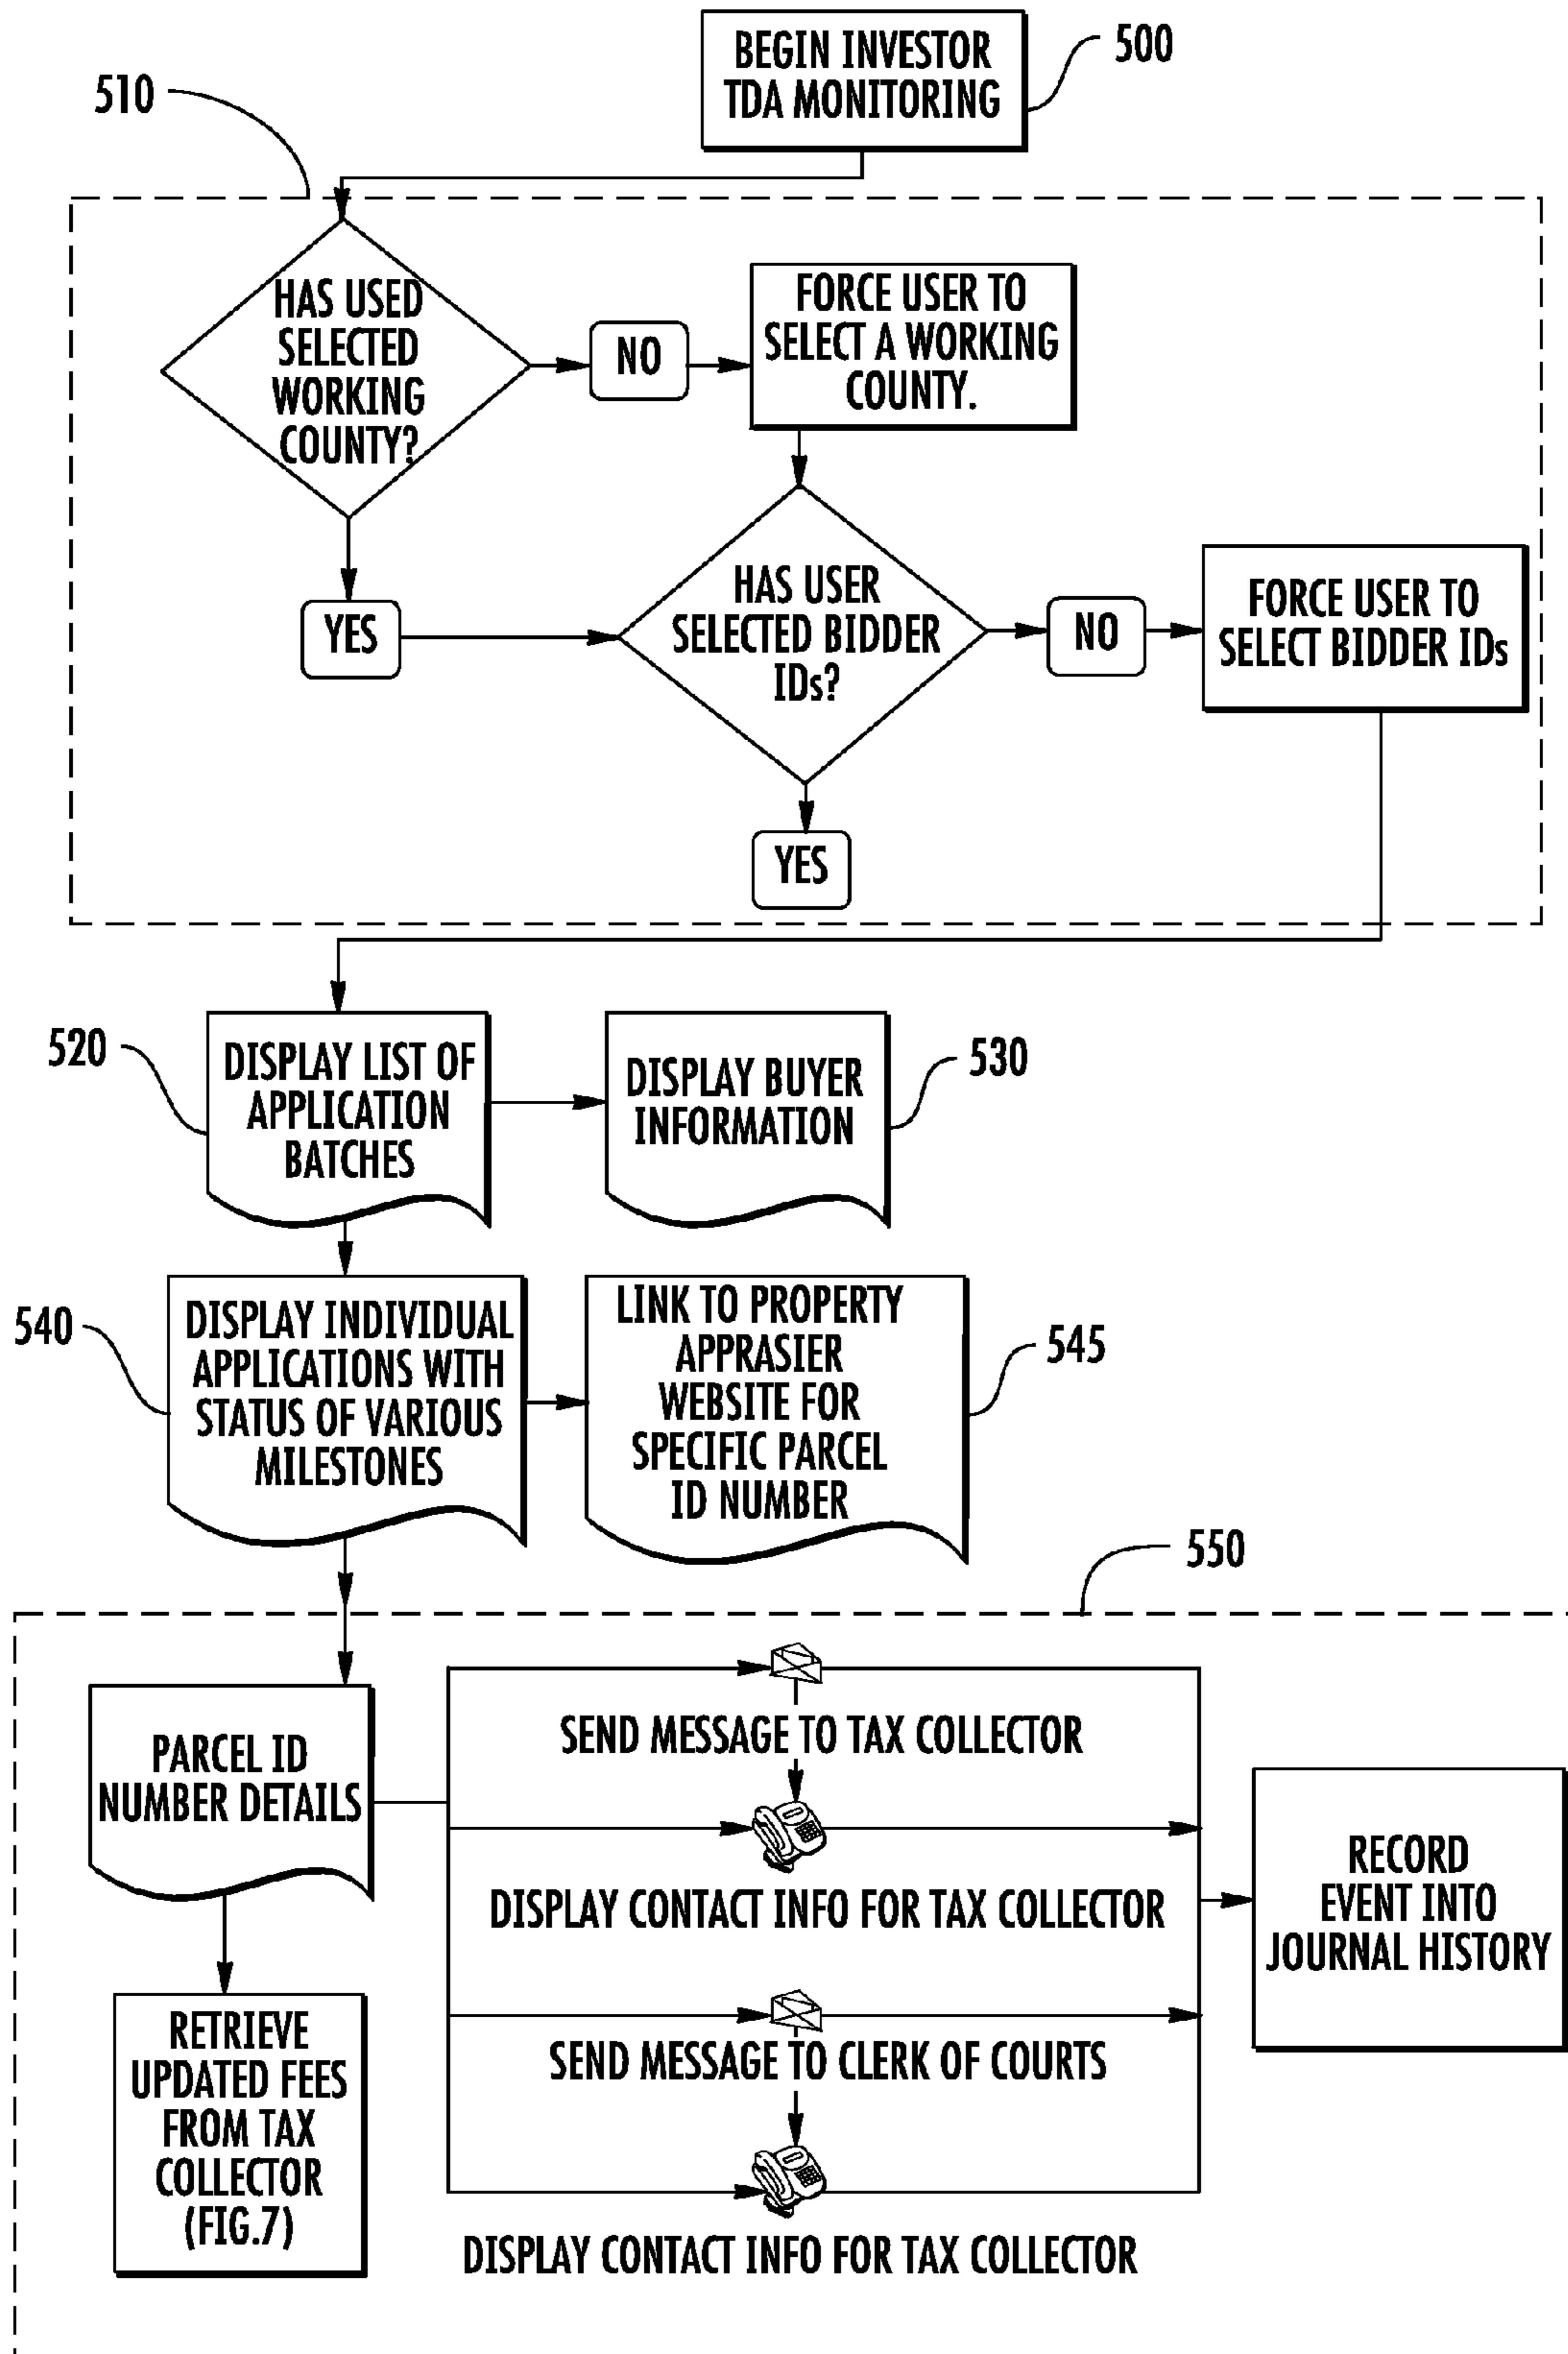 BEGIN INVESTOR
TDA MONITORING
500
510
HAS USED
SELECTED
WORKING
COUNTY?
NO
FORCE USER TO
SELECT A WORKING
COUNTY.
YES
HAS USER
SELECTED BIDDER
IDs?
NO
FORCE USER TO
SELECT BIDDER IDs
YES
520
DISPLAY LIST OF
APPLICATION
BATCHES
DISPLAY BUYER
INFORMATION
530
540
DISPLAY INDIVIDUAL
APPLICATIONS WITH
STATUS OF VARIOUS
MILESTONES
LINK TO PROPERTY
APPRASIER
WEBSITE FOR
SPECIFIC PARCEL
ID NUMBER
545
550
PARCEL ID
NUMBER DETAILS
SEND MESSAGE TO TAX COLLECTOR
DISPLAY CONTACT INFO FOR TAX COLLECTOR
SEND MESSAGE TO CLERK OF COURTS
DISPLAY CONTACT INFO FOR TAX COLLECTOR
RECORD
EVENT INTO
JOURNAL HISTORY
RETRIEVE
UPDATED FEES
FROM TAX
COLLECTOR
(FIG.7)